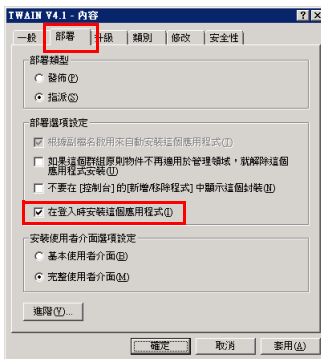 TWAIN V4.1 - 內容
一般 部署 升級 類別 修改 安全性
部署類型
發佈(P)
指派(S)
部署選項設定
根據副檔名啟用來自動安裝這個應用程式(T)
如果這個群組原則物件不再適用於管理領域，就解除這個
應用程式安裝(U)
不要在 [控制台] 的 [新增/移除程式] 中顯示這個封裝(N)
在登入時安裝這個應用程式(I)
安裝使用者介面選項設定
基本使用者介面(B)
完整使用者介面(M)
進階(V)...
確定 取消 套用(A)